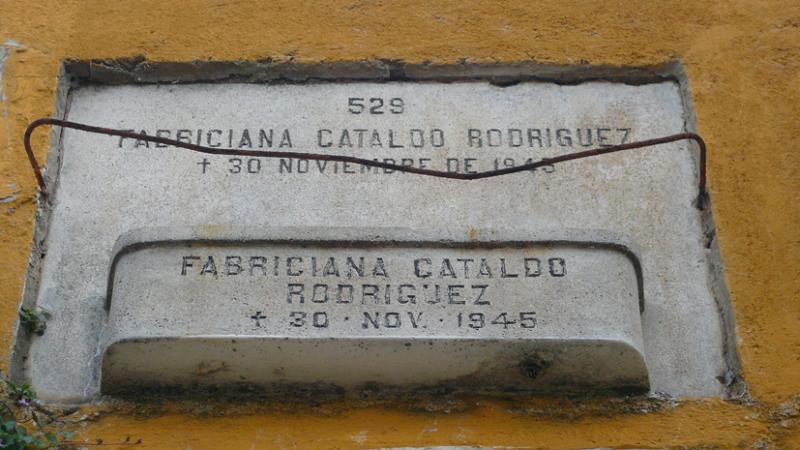 529
FABRICIANA CATALDO RODRIGUEZ
† 30 NOVIEMBRE DE 1945
FABRICIANA CATALDO
RODRIGUEZ
† 30 · NOV. · 1945